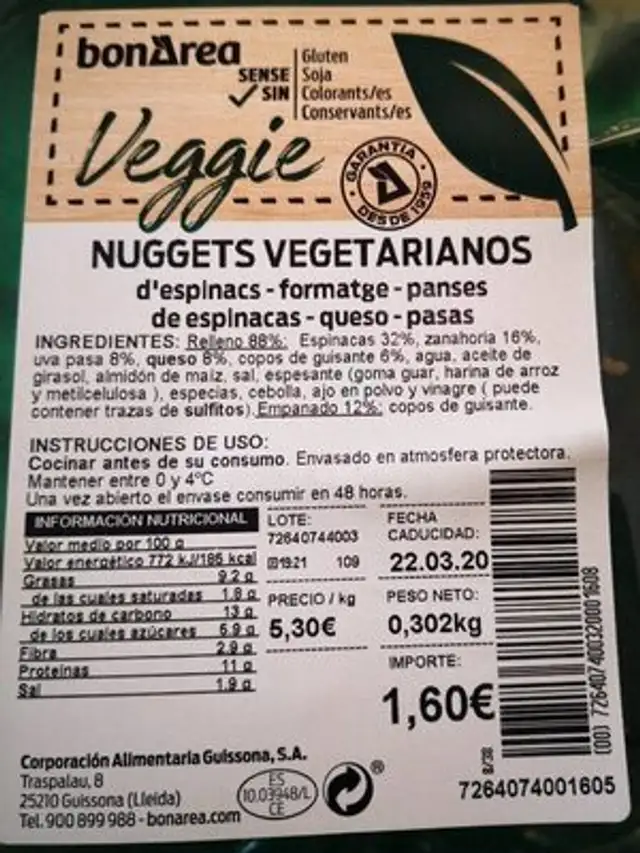 bonÀrea
SENSE
SIN
Gluten
Soja
Colorants/es
Conservants/es
Veggie
GARANTIA
DESDE 1959
NUGGETS VEGETARIANOS
d'espinacs - formatge - panses
de espinacas - queso - pasas
INGREDIENTES: Relleno 88%: Espinacas 32%, zanahoria 16%,
uva pasa 8%, queso 8%, copos de guisante 6%, agua, aceite de
girasol, almidón de maíz, sal, espesante (goma guar, harina de arroz
y metilcelulosa ), especias, cebolla, ajo en polvo y vinagre ( puede
contener trazas de sulfitos). Empanado 12%: copos de guisante.
INSTRUCCIONES DE USO:
Cocinar antes de su consumo. Envasado en atmosfera protectora.
Mantener entre 0 y 4ºC
Una vez abierto el envase consumir en 48 horas.
INFORMACIÓN NUTRICIONAL
Valor medio por 100 g
Valor energético 772 kJ/185 kcal
Grasas 9.2 g
de las cuales saturadas 1.8 g
Hidratos de carbono 13 g
de los cuales azúcares 6.9 g
Fibra 2.9 g
Proteínas 11 g
Sal 1.9 g
LOTE:
72640744003
19:21 109
FECHA
CADUCIDAD:
22.03.20
PRECIO / kg
5,30€
PESO NETO:
0,302kg
IMPORTE:
1,60€
Corporación Alimentaria Guissona, S.A.
Traspalau, 8
25210 Guissona (Lleida)
Tel. 900 899 988 - bonarea.com
ES
10.03948/L
CE
®
7264074001605